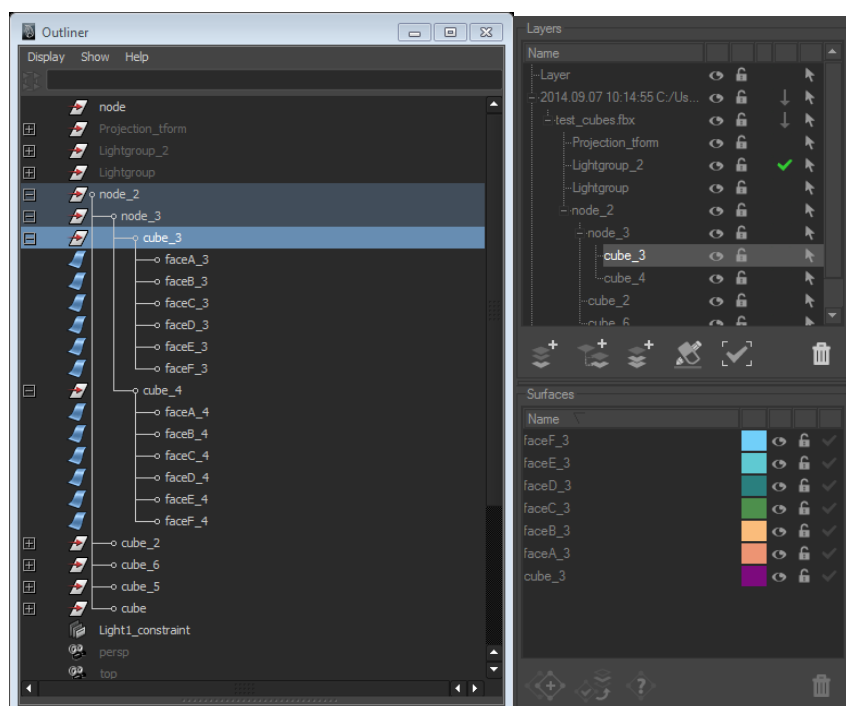 Outliner
Display Show Help
node
Projection_tform
Lightgroup_2
Lightgroup
node_2
node_3
cube_3
faceA_3
faceB_3
faceC_3
faceD_3
faceE_3
faceF_3
cube_4
faceA_4
faceB_4
faceC_4
faceD_4
faceE_4
faceF_4
cube_2
cube_6
cube_5
cube
Light1_constraint
persp
top
Layers
Name
Layer
2014.09.07 10:14:55 C:/Us...
test_cubes.fbx
Projection_tform
Lightgroup_2
Lightgroup
node_2
node_3
cube_3
cube_4
cube_2
cube_6
Surfaces
Name
faceF_3
faceE_3
faceD_3
faceC_3
faceB_3
faceA_3
cube_3